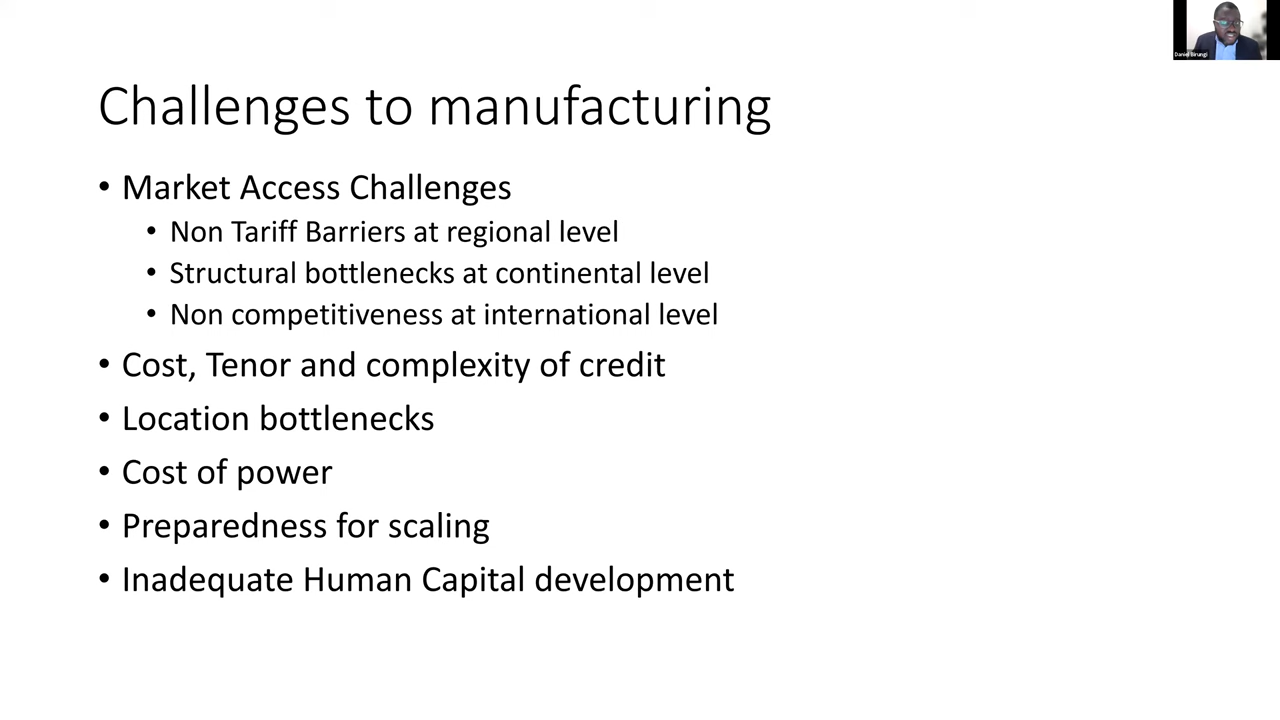 Daniel Birungi
Challenges to manufacturing
• Market Access Challenges
• Non Tariff Barriers at regional level
• Structural bottlenecks at continental level
• Non competitiveness at international level
• Cost, Tenor and complexity of credit
• Location bottlenecks
• Cost of power
• Preparedness for scaling
• Inadequate Human Capital development